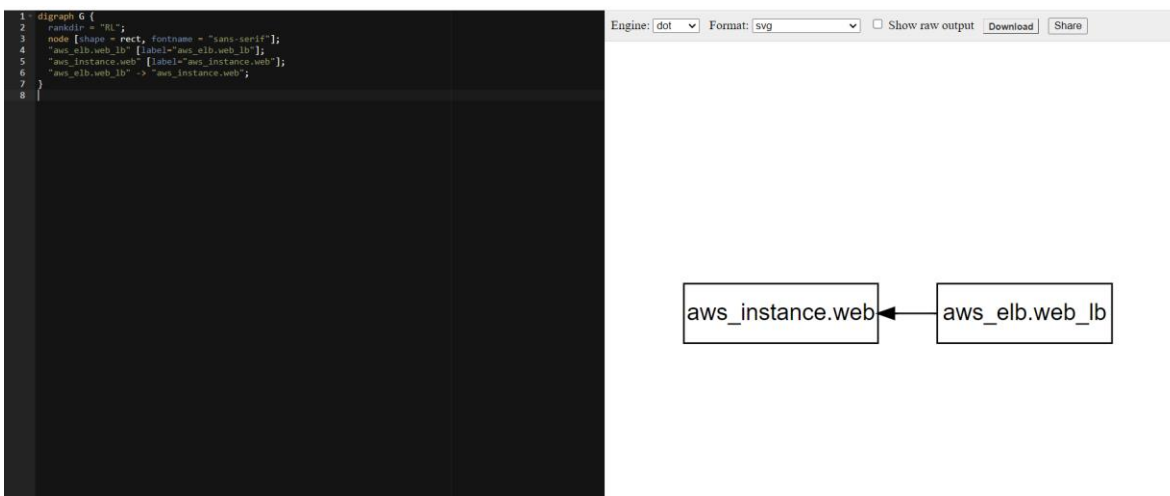 1 digraph G {
2 rankdir = "RL";
3 node [shape = rect, fontname = "sans-serif"];
4 "aws_elb.web_lb" [label="aws_elb.web_lb"];
5 "aws_instance.web" [label="aws_instance.web"];
6 "aws_elb.web_lb" -> "aws_instance.web";
7 }
8
Engine: dot Format: svg Show raw output Download Share
aws_instance.web aws_elb.web_lb